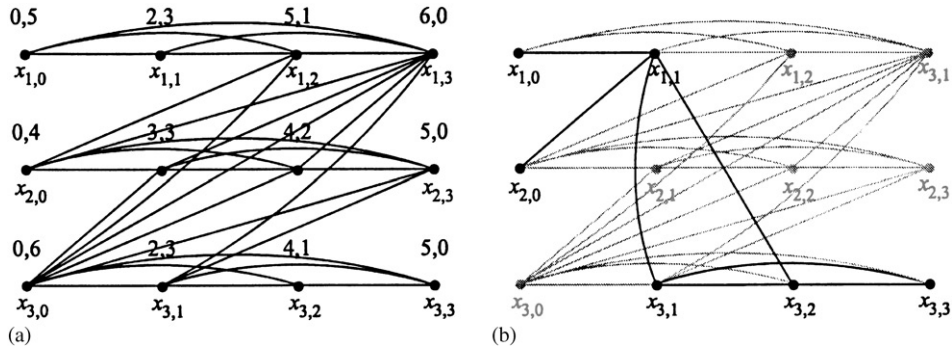 0,5 2,3 5,1 6,0
x1,0 x1,1 x1,2 x1,3
0,4 3,3 4,2 5,0
x2,0 x2,3
0,6 2,3 4,1 5,0
x3,0 x3,1 x3,2 x3,3
(a)
x1,0 x1,1 x1,2 x3,1
x2,0 x2,1 x2,2 x2,3
x3,0 x3,1 x3,2 x3,3
(b)